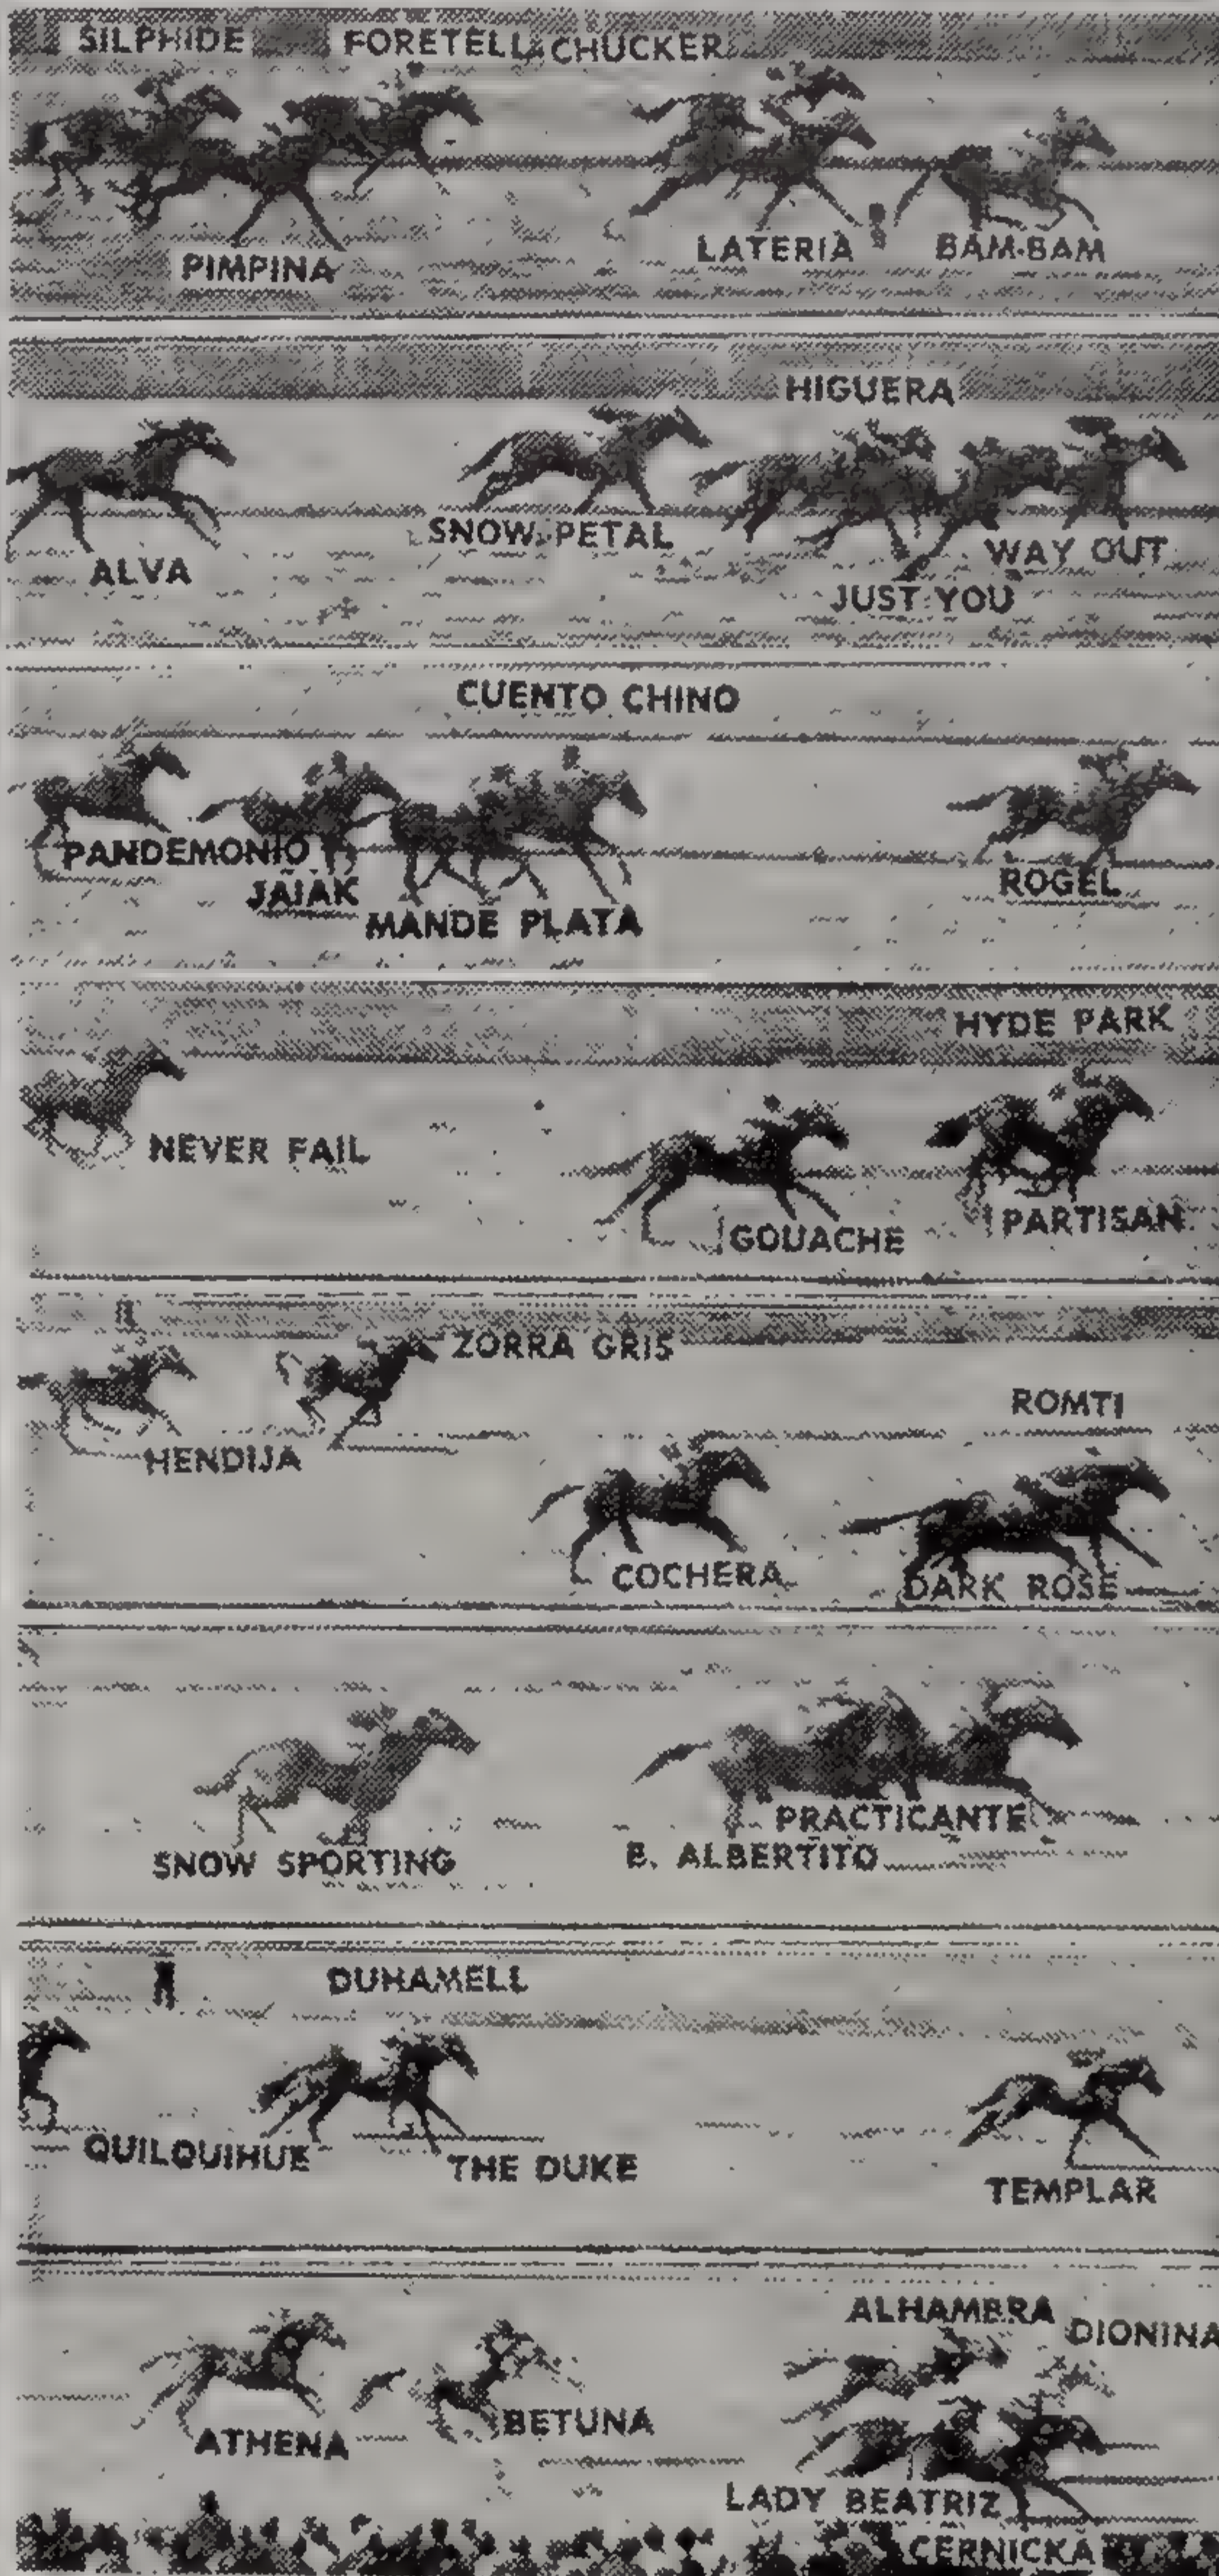 SILPHIDE FORETELL CHUCKER
PIMPINA LATERIA BAM-BAM
HIGUERA
SNOW PETAL WAY OUT
ALVA JUST YOU
CUENTO CHINO
PANDEMONIO
JAIAK ROGEL
MANDE PLATA
HYDE PARK
NEVER FAIL
GOUACHE PARTISAN
ZORRA GRIS
ROMTI
HENDIJA
COCHERA DARK ROSE
PRACTICANTE
SNOW SPORTING E. ALBERTITO
DUHAMELL
QUILQUIHUE THE DUKE
TEMPLAR
ALHAMBRA DIONINA
ATHENA BETUNA
LADY BEATRIZ
CERNICKA